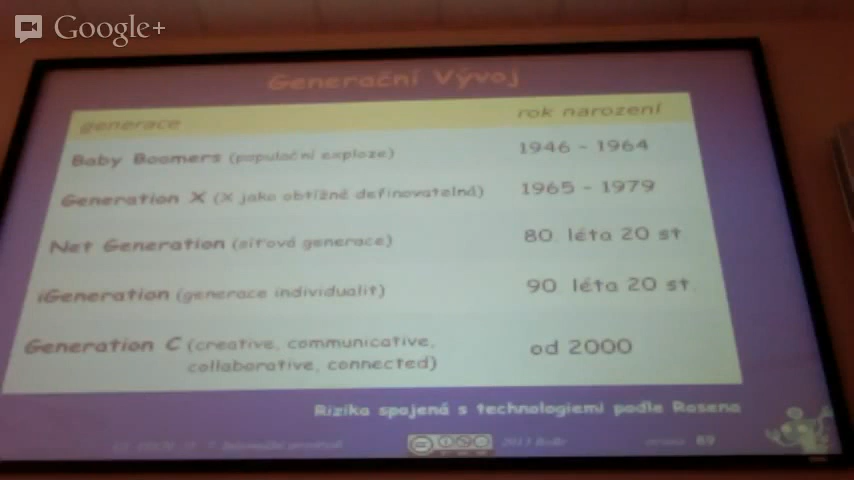 Google+
Generační Vývoj
generace rok narození
Baby Boomers (populační exploze) 1946 - 1964
Generation X (X jako obtížně definovatelná) 1965 - 1979
Net Generation (síťová generace) 80. léta 20 st
iGeneration (generace individualit) 90. léta 20 st.
Generation C (creative, communicative, od 2000
collaborative, connected)
Rizika spojená s technologiemi podle Rosena
2013 69